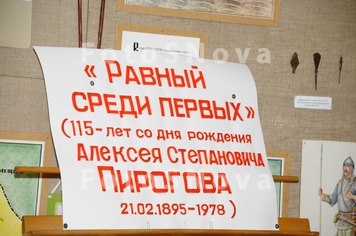 « РАВНЫЙ
СРЕДИ ПЕРВЫХ»
(115-ЛЕТ СО ДНЯ РОЖДЕНИЯ
АЛЕКСЕЯ СТЕПАНОВИЧА
ПИРОГОВА
21.02.1895-1978)